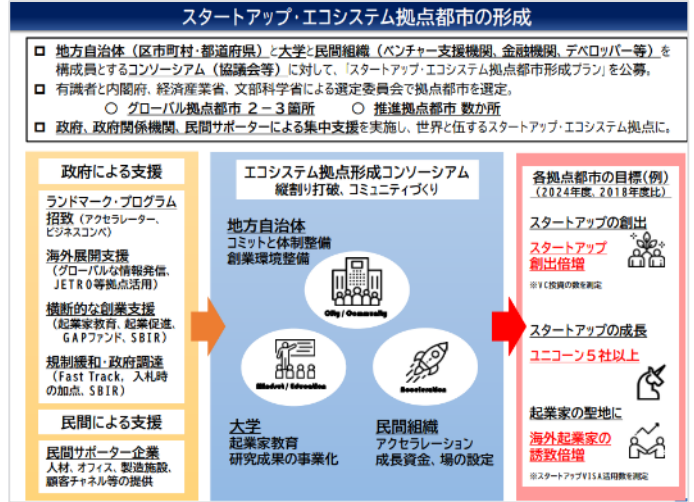 スタートアップ・エコシステム拠点都市の形成
□ 地方自治体(区市町村・都道府県)と大学と民間組織(ベンチャー支援機関、金融機関、デベロッパー等)を
構成員とするコンソーシアム(協議会等)に対して、「スタートアップ・エコシステム拠点都市形成プラン」を公募。
□ 有識者と内閣府、経済産業省、文部科学省による選定委員会で拠点都市を選定。
○ グローバル拠点都市 2-3箇所 ○ 推進拠点都市 数か所
□ 政府、政府関係機関、民間サポーターによる集中支援を実施し、世界と伍するスタートアップ・エコシステム拠点に。
政府による支援
ランドマーク・プログラム
招致(アクセラレーター、
ビジネスコンペ)
海外展開支援
(グローバルな情報発信、
JETRO等拠点活用)
横断的な創業支援
(起業家教育、起業促進、
GAPファンド、SBIR)
規制緩和・政府調達
(Fast Track, 入札時
の加点、SBIR)
民間による支援
民間サポーター企業
人材、オフィス、製造施設、
顧客チャネル等の提供
エコシステム拠点形成コンソーシアム
縦割り打破、コミュニティづくり
地方自治体
コミットと体制整備
創業環境整備
City / Community
Mindset / Education
Acceleration
大学
起業家教育
研究成果の事業化
民間組織
アクセラレーション
成長資金、場の設定
各拠点都市の目標(例)
(2024年度、2018年度比)
スタートアップの創出
スタートアップ
創出倍増
※VC投資の数を測定
スタートアップの成長
ユニコーン5社以上
起業家の聖地に
海外起業家の
誘致倍増
※スタートアップVISA活用数を測定